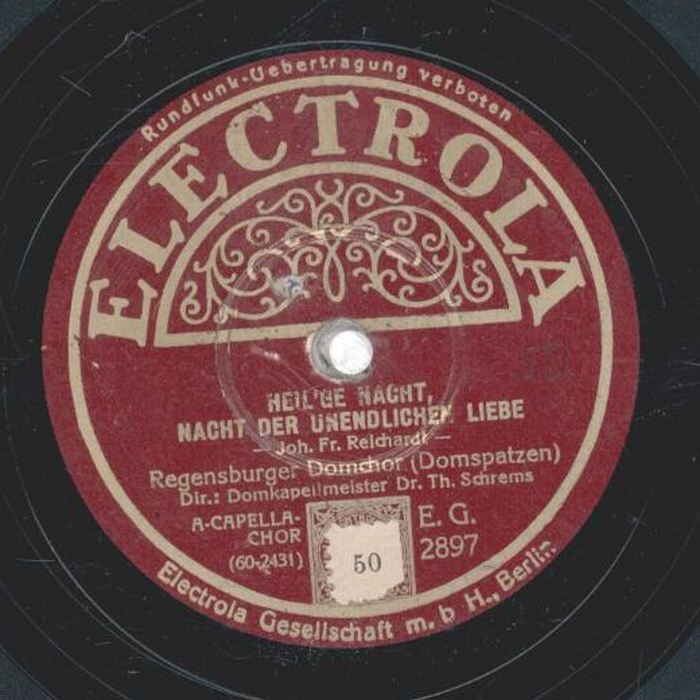 Rundfunk-Uebertragung verboten
ELECTROLA
HEIL'GE NACHT,
NACHT DER UNENDLICHEN LIEBE
— Joh. Fr. Reichardt —
Regensburger Domchor (Domspatzen)
Dir.: Domkapellmeister Dr. Th. Schrems
A-CAPELLA-
CHOR
(60-2431)
50
E. G.
2897
Electrola Gesellschaft m. b H., Berlin